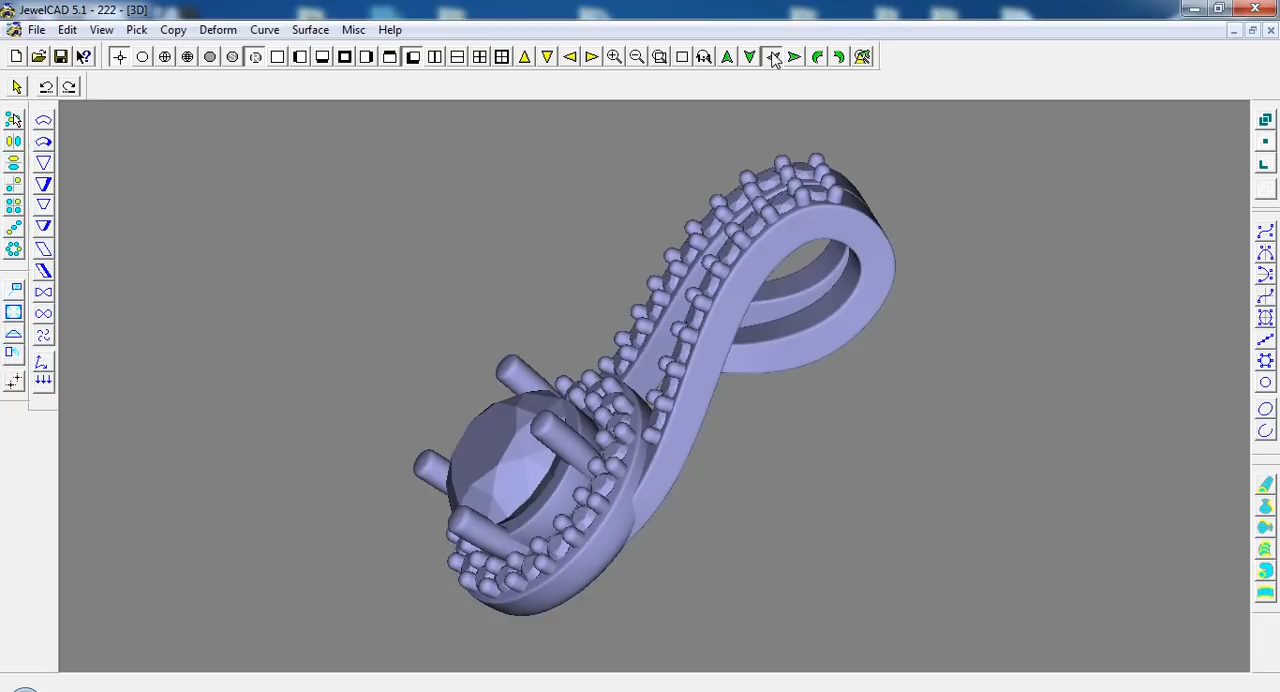 JewelCAD 5.1 - 222 - [3D]
File Edit View Pick Copy Deform Curve Surface Misc Help